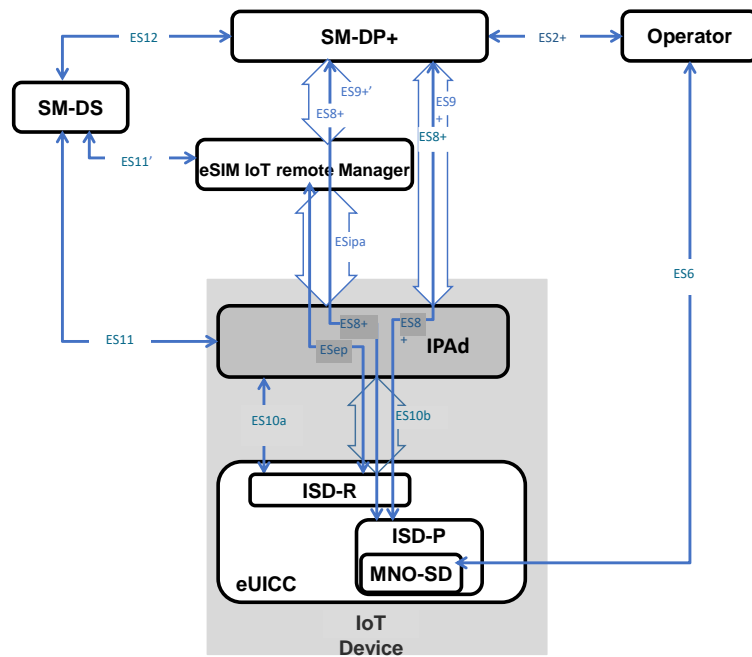 ES12
SM-DP+
ES2+
Operator
SM-DS
ES9+’
ES8+
ES9
+
ES8+
ES11’
eSIM IoT remote Manager
ESipa
ES6
ES8+
ES8
+
ES11
ESep
IPAd
ES10a
ES10b
ISD-R
ISD-P
MNO-SD
eUICC
IoT
Device